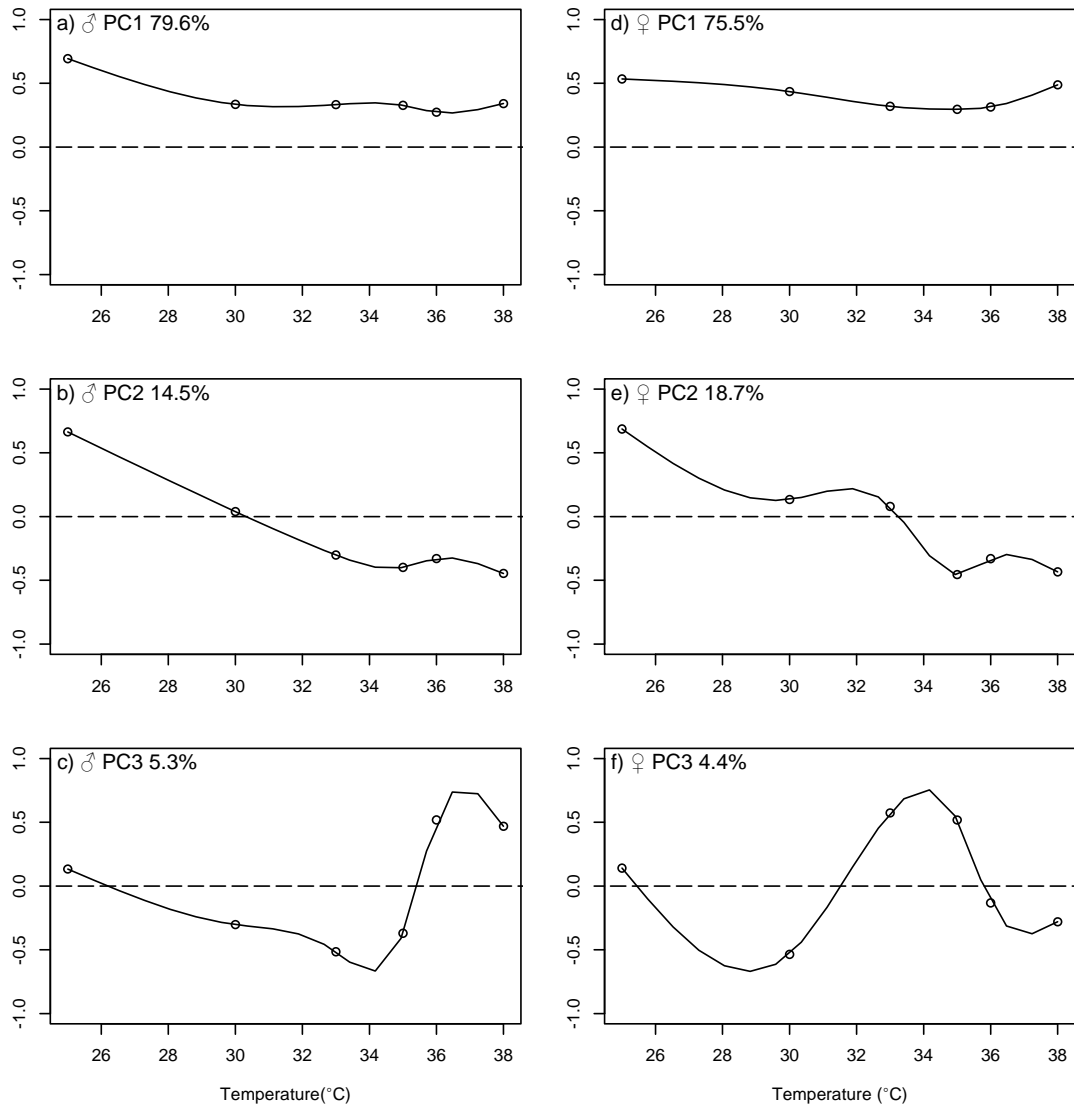 a) ♂ PC1 79.6%
1.0
0.5
0.0
-0.5
-1.0
26 28 30 32 34 36 38
d) ♀ PC1 75.5%
1.0
0.5
0.0
-0.5
-1.0
26 28 30 32 34 36 38
b) ♂ PC2 14.5%
1.0
0.5
0.0
-0.5
-1.0
26 28 30 32 34 36 38
e) ♀ PC2 18.7%
1.0
0.5
0.0
-0.5
-1.0
26 28 30 32 34 36 38
c) ♂ PC3 5.3%
1.0
0.5
0.0
-0.5
-1.0
26 28 30 32 34 36 38
Temperature(°C)
f) ♀ PC3 4.4%
1.0
0.5
0.0
-0.5
-1.0
26 28 30 32 34 36 38
Temperature (°C)